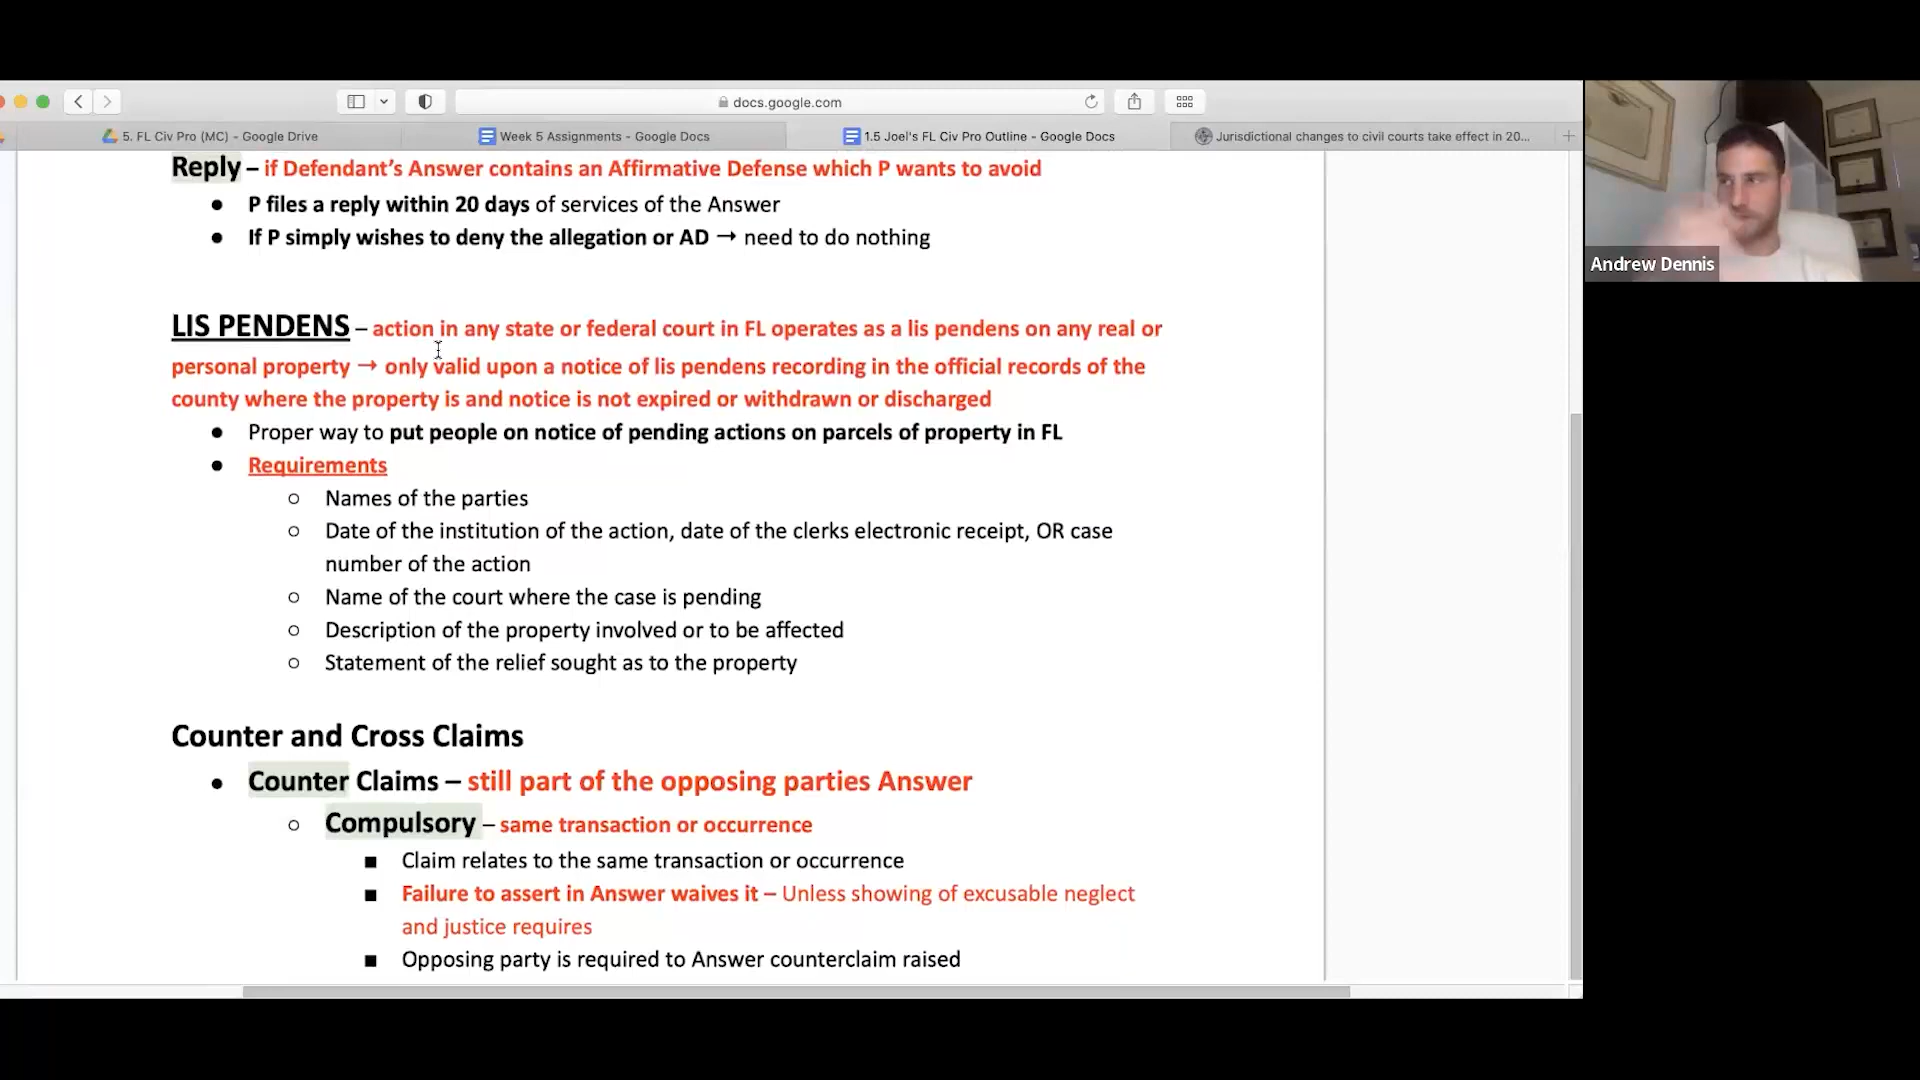 docs.google.com
5. FL Civ Pro (MC) - Google Drive
Week 5 Assignments - Google Docs
1.5 Joel's FL Civ Pro Outline - Google Docs
Jurisdictional changes to civil courts take effect in 20...
Reply – if Defendant’s Answer contains an Affirmative Defense which P wants to avoid
● P files a reply within 20 days of services of the Answer
● If P simply wishes to deny the allegation or AD → need to do nothing
LIS PENDENS – action in any state or federal court in FL operates as a lis pendens on any real or
personal property → only valid upon a notice of lis pendens recording in the official records of the
county where the property is and notice is not expired or withdrawn or discharged
● Proper way to put people on notice of pending actions on parcels of property in FL
● Requirements
○ Names of the parties
○ Date of the institution of the action, date of the clerks electronic receipt, OR case
number of the action
○ Name of the court where the case is pending
○ Description of the property involved or to be affected
○ Statement of the relief sought as to the property
Counter and Cross Claims
● Counter Claims – still part of the opposing parties Answer
○ Compulsory – same transaction or occurrence
■ Claim relates to the same transaction or occurrence
■ Failure to assert in Answer waives it – Unless showing of excusable neglect
and justice requires
■ Opposing party is required to Answer counterclaim raised
Andrew Dennis